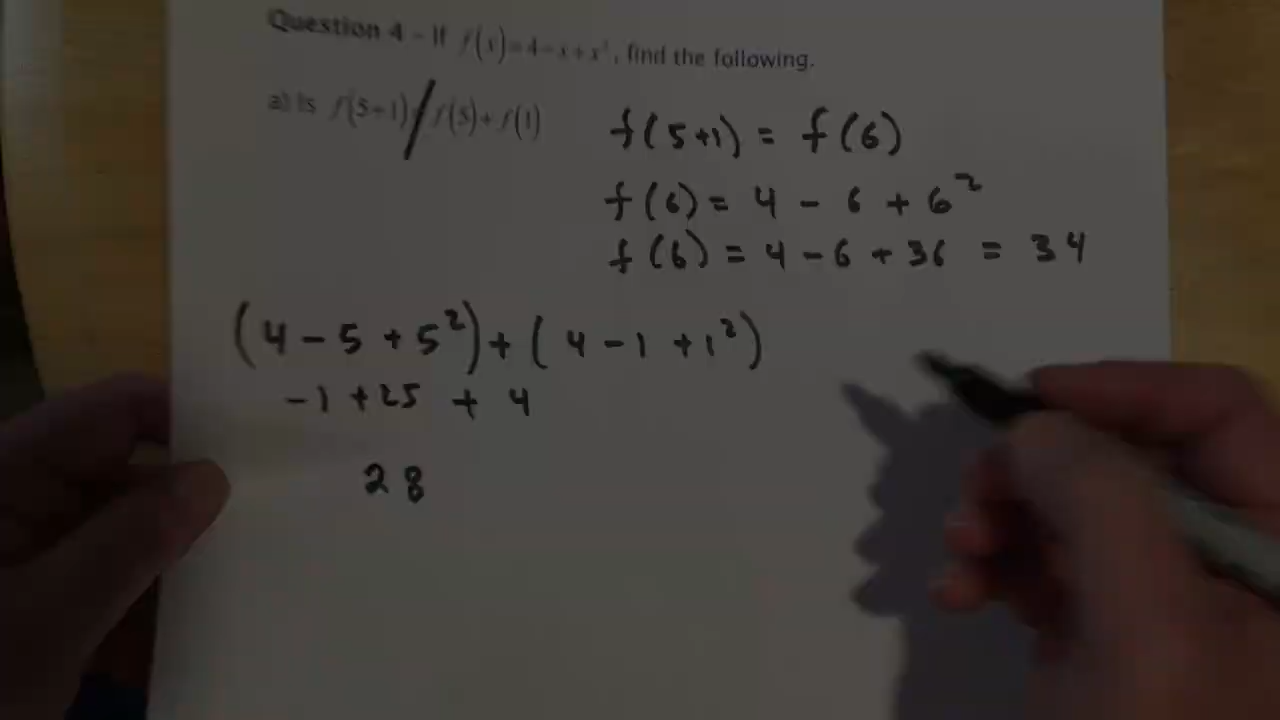 Question 4 – If f(x)=4−x+x², find the following.
a) Is f(5+1)=f(5)+f(1)
f(5+1) = f(6)
f(6) = 4 − 6 + 6²
f(6) = 4 − 6 + 36 = 34
(4 − 5 + 5²) + (4 − 1 + 1²)
−1 + 25 + 4
28